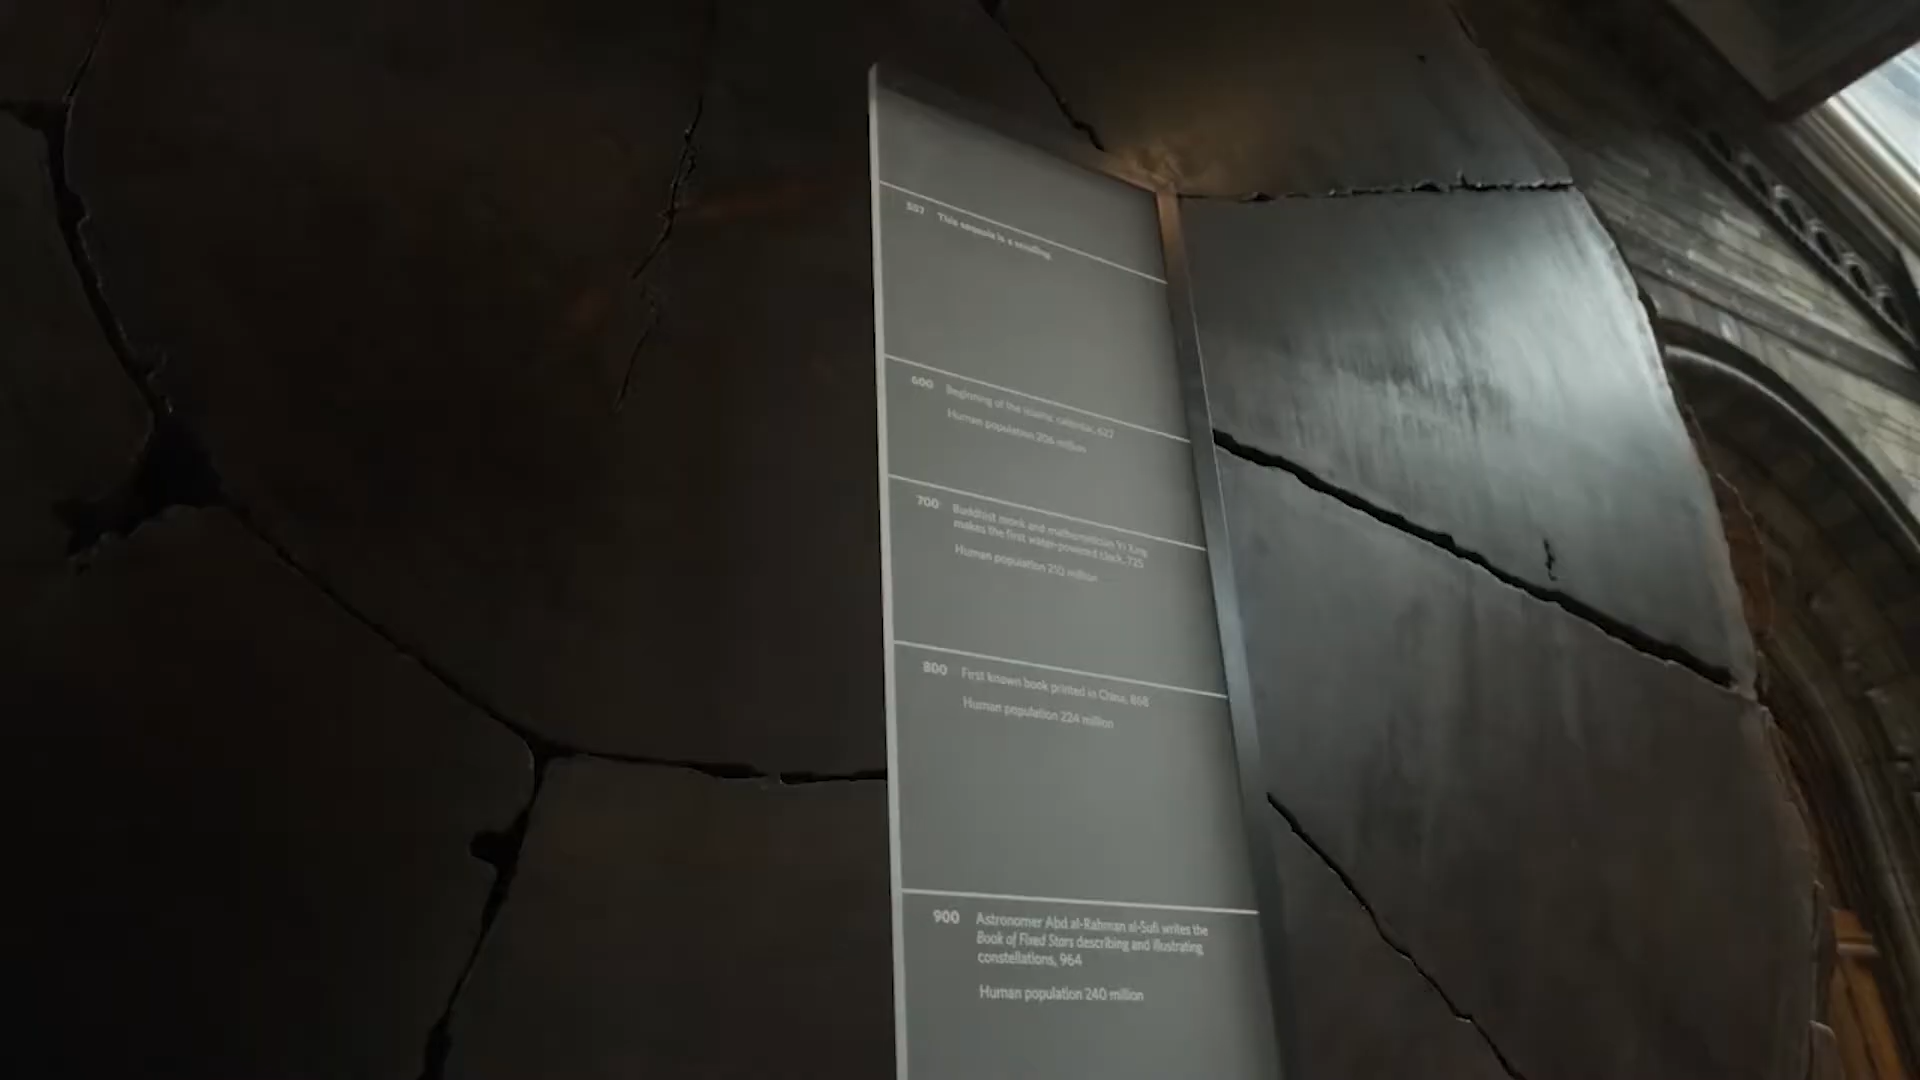 557 This sequoia is a seedling
600 Beginning of the Islamic calendar, 622
Human population 206 million
700 Buddhist monk and mathematician Yi Xing
makes the first water-powered clock, 725
Human population 210 million
800 First known book printed in China, 868
Human population 224 million
900 Astronomer Abd al-Rahman al-Sufi writes the
Book of Fixed Stars describing and illustrating
constellations, 964
Human population 240 million